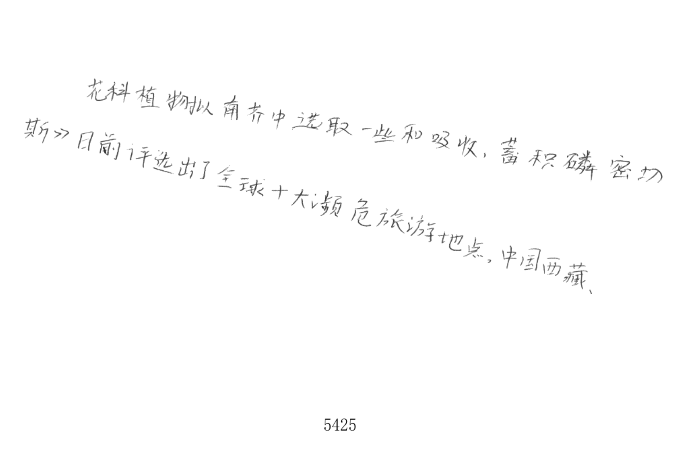 花科植物拟南芥中选取一些和吸收、蓄积磷密切
斯》日前评选出了全球十大濒危旅游地点,中国西藏、
5425